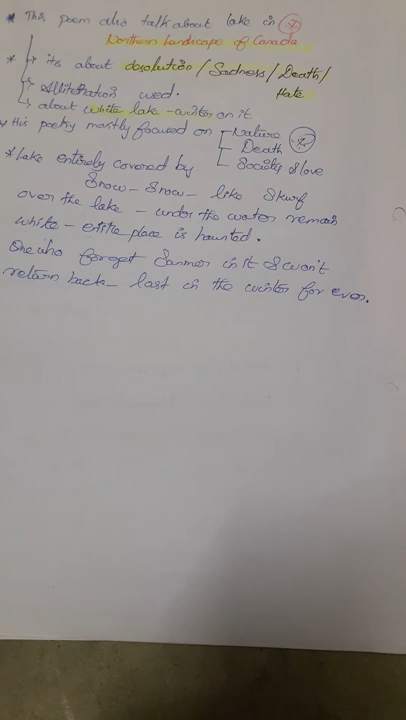 * This poem also talk about lake in
Northern landscape of Canada
* its about desolution / Sadness / Death /
Hate
Alliteration used.
about white lake - winter on it
* his poetry mostly focused on Nature
Death
Society & love
* Lake entirely covered by
Snow - Snow - like Skurf
over the lake - under the water remain
white - entire place is haunted.
One who forget Summer in it & won't
return back - last in the winter for ever.